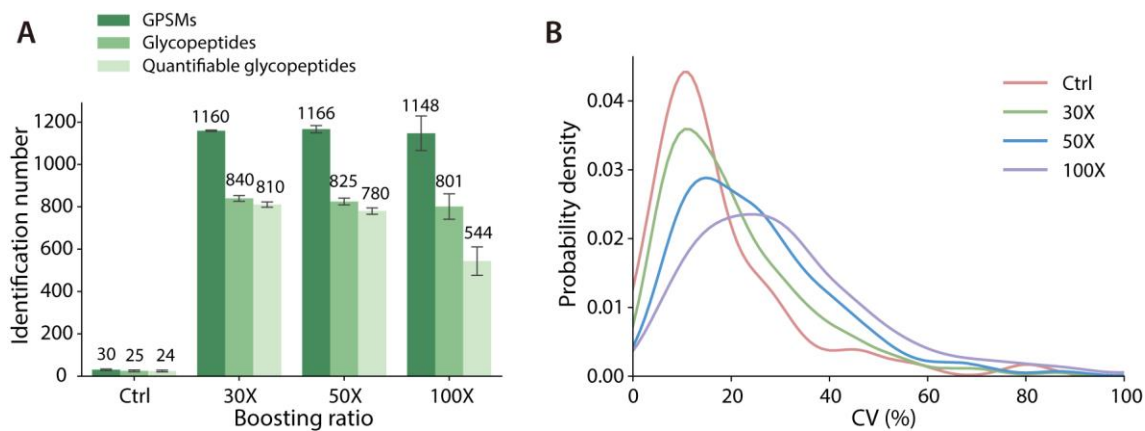 A
GPSMs
Glycopeptides
Quantifiable glycopeptides
Identification number
1200
1000
800
600
400
200
0
30 25 24
1160
840 810
1166
825
780
1148
801
544
Ctrl 30X 50X 100X
Boosting ratio
B
Ctrl
30X
50X
100X
Probability density
0.04
0.03
0.02
0.01
0.00
0 20 40 60 80 100
CV (%)